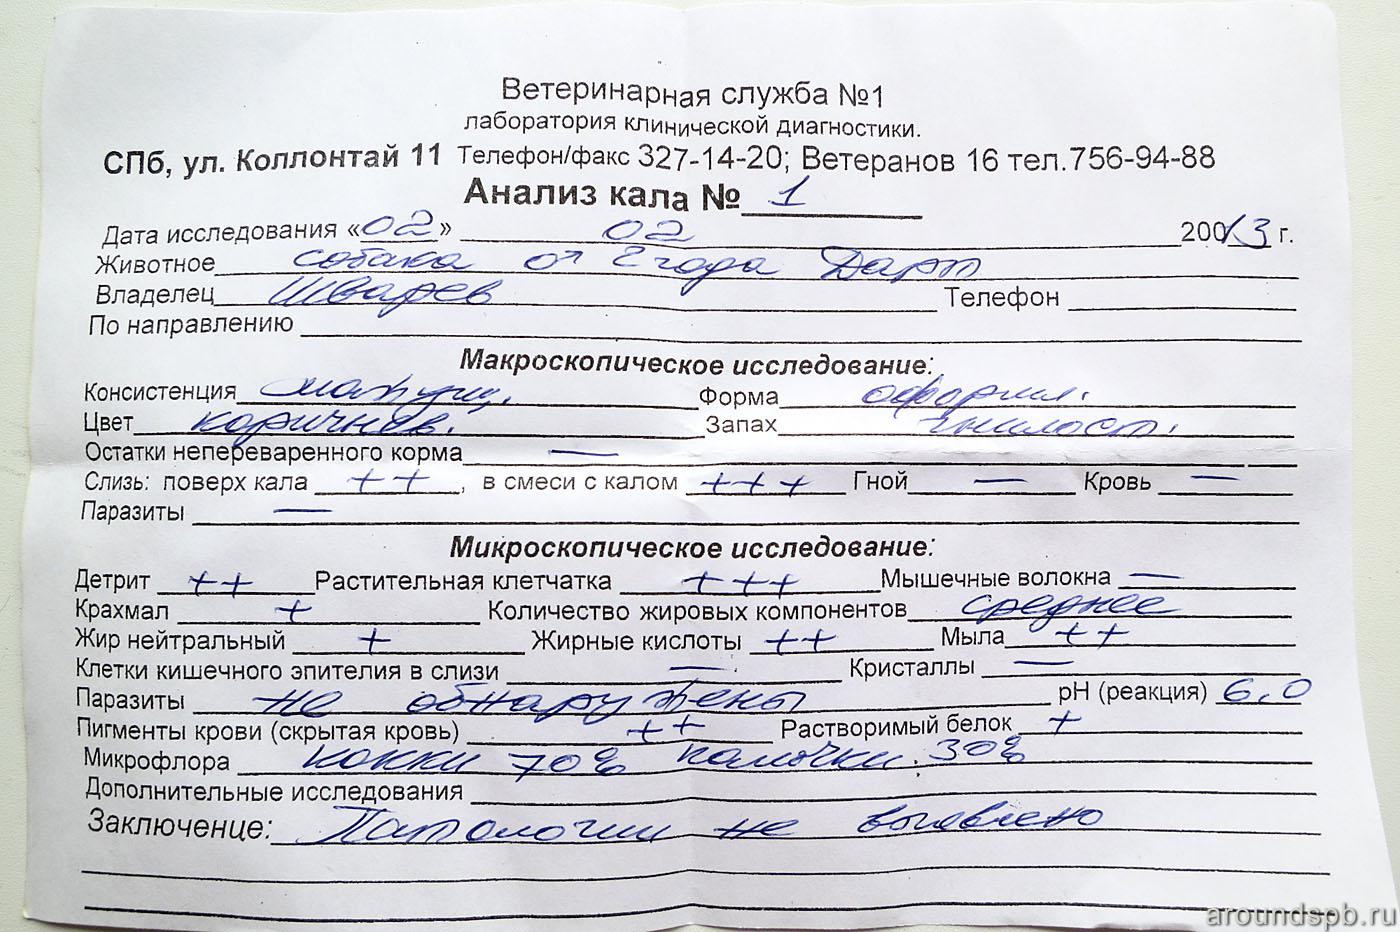 Ветеринарная служба №1
лаборатория клинической диагностики.
СПб, ул. Коллонтай 11 Телефон/факс 327-14-20; Ветеранов 16 тел.756-94-88
Анализ кала № 1
Дата исследования «02» 02 20013 г.
Животное собака от года
Владелец Шварев Телефон
По направлению
Макроскопическое исследование:
Консистенция мажущ. Форма оформл.
Цвет коричнев. Запах гнилост.
Остатки непереваренного корма —
Слизь: поверх кала ++, в смеси с калом +++ Гной — Кровь —
Паразиты —
Микроскопическое исследование:
Детрит ++ Растительная клетчатка +++ Мышечные волокна —
Крахмал + Количество жировых компонентов среднее
Жир нейтральный + Жирные кислоты ++ Мыла ++
Клетки кишечного эпителия в слизи — Кристаллы —
Паразиты не обнаружены pH (реакция) 6,0
Пигменты крови (скрытая кровь) ++ Растворимый белок +
Микрофлора кокки 70% палочки 30%
Дополнительные исследования
Заключение: Патологии не выявлено
aroundspb.ru